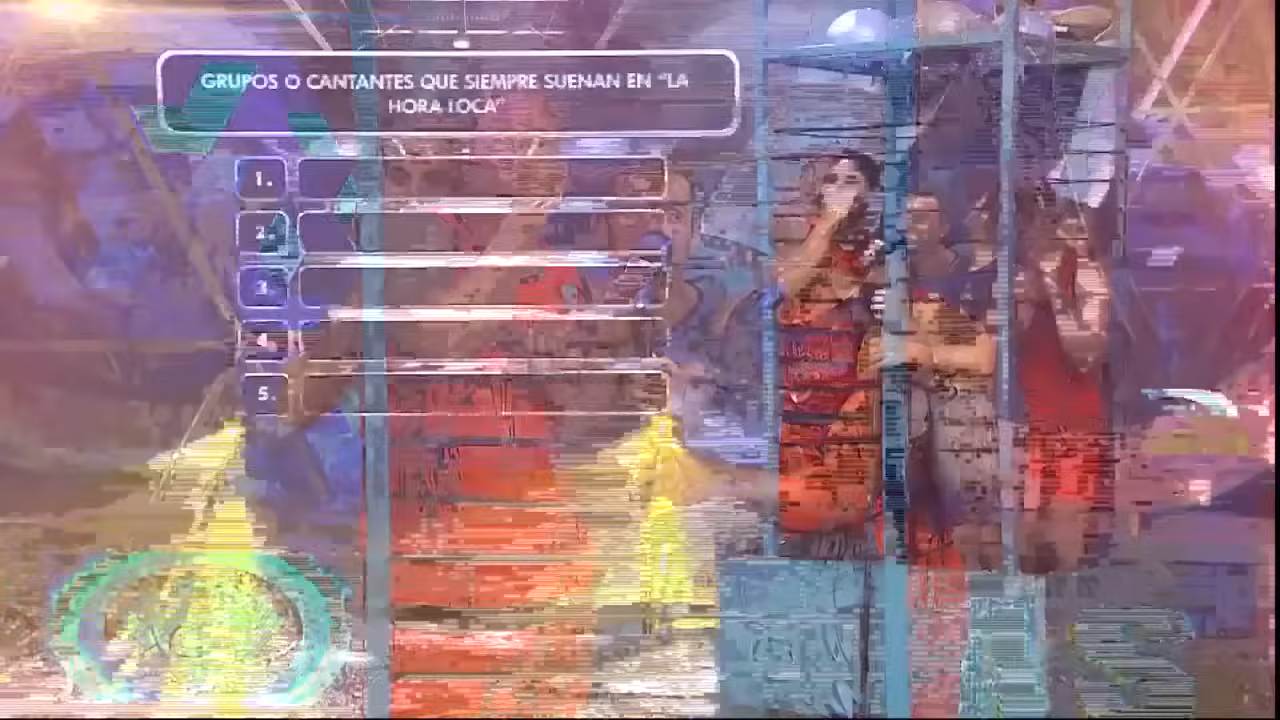 GRUPOS O CANTANTES QUE SIEMPRE SUENAN EN "LA
HORA LOCA"
1.
2.
3.
4.
5.